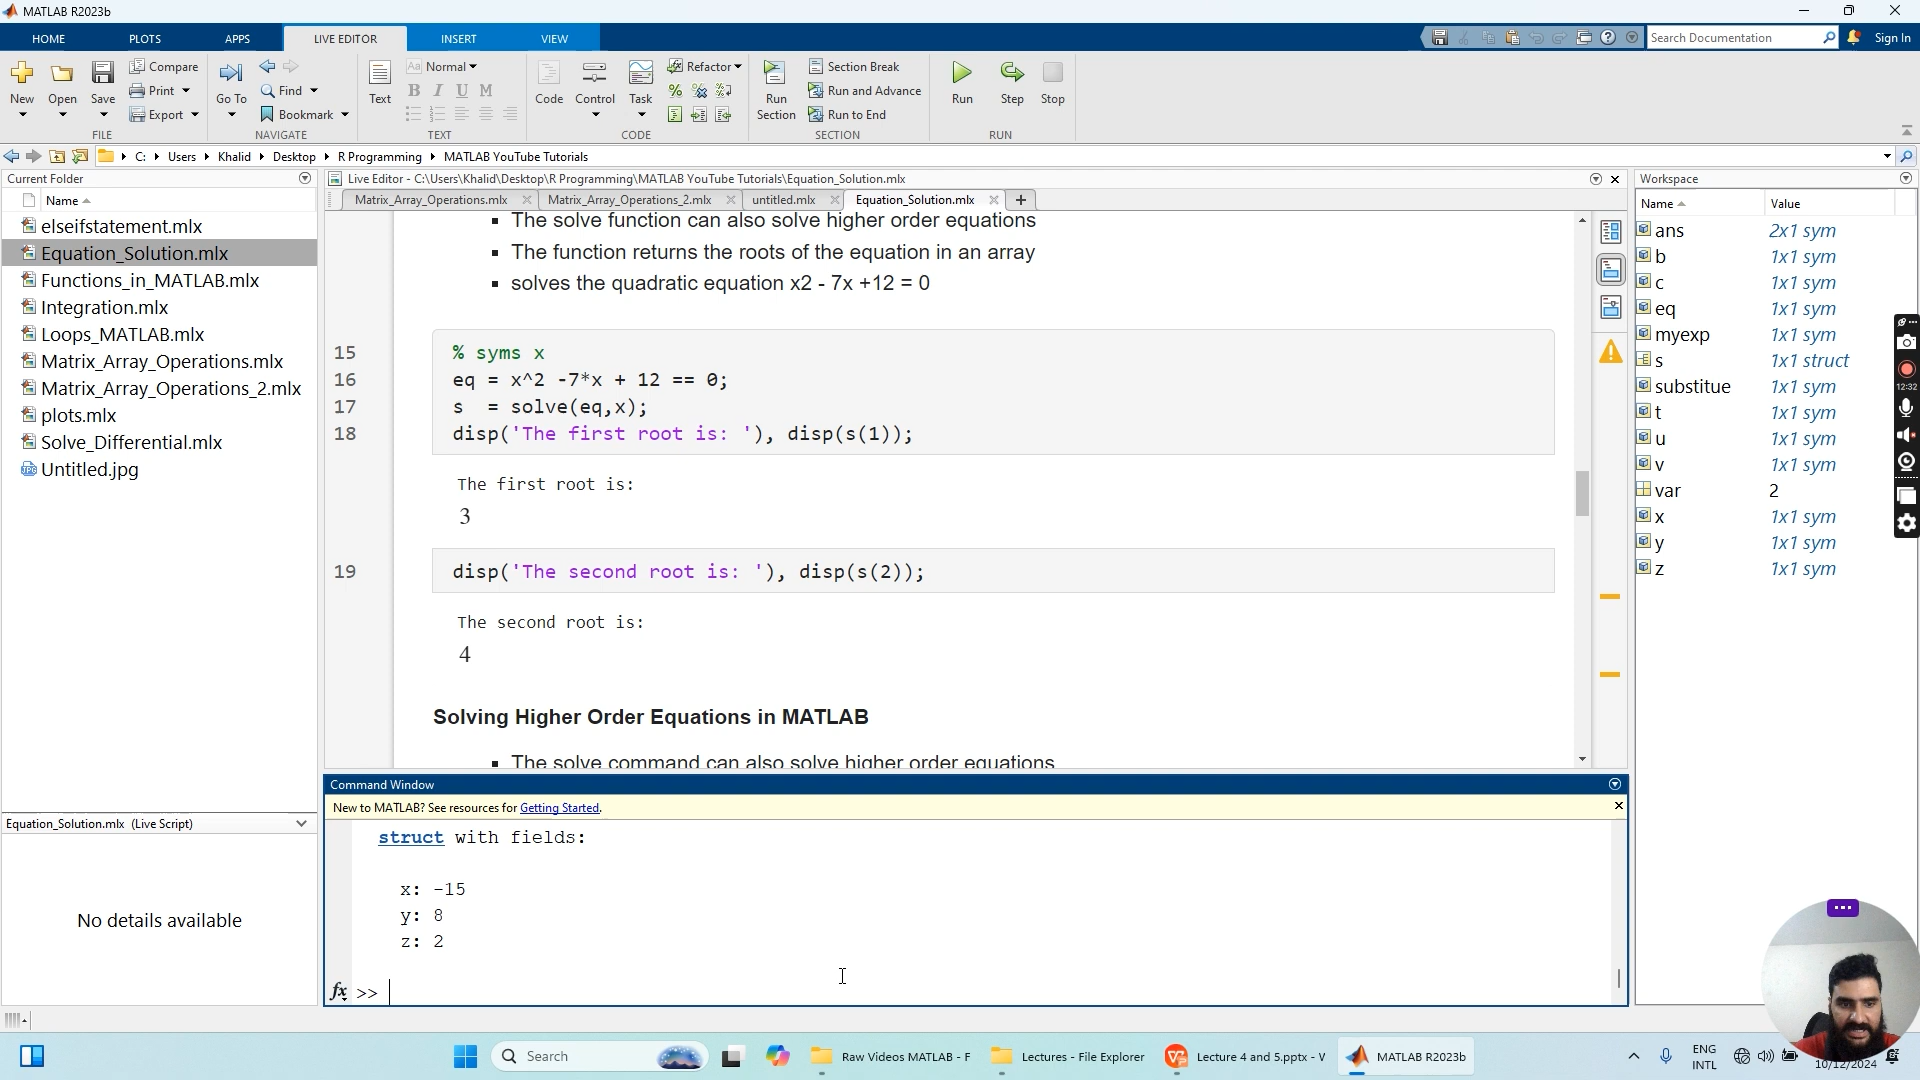 MATLAB R2023b
HOME PLOTS APPS LIVE EDITOR INSERT VIEW
Search Documentation Sign In
New Open Save Compare Print Export
Go To Find Bookmark
Text Aa Normal B I U M
Code Control Task Refactor
Run Section Section Break Run and Advance Run to End
Run Step Stop
FILE NAVIGATE TEXT CODE SECTION RUN
C: Users Khalid Desktop R Programming MATLAB YouTube Tutorials
Current Folder
Name
elseifstatement.mlx
Equation_Solution.mlx
Functions_in_MATLAB.mlx
Integration.mlx
Loops_MATLAB.mlx
Matrix_Array_Operations.mlx
Matrix_Array_Operations_2.mlx
plots.mlx
Solve_Differential.mlx
Untitled.jpg
Equation_Solution.mlx (Live Script)
No details available
Live Editor - C:\Users\Khalid\Desktop\R Programming\MATLAB YouTube Tutorials\Equation_Solution.mlx
Matrix_Array_Operations.mlx Matrix_Array_Operations_2.mlx untitled.mlx Equation_Solution.mlx
The solve function can also solve higher order equations
The function returns the roots of the equation in an array
solves the quadratic equation x2 - 7x +12 = 0
15 % syms x
16 eq = x^2 -7*x + 12 == 0;
17 s = solve(eq,x);
18 disp('The first root is: '), disp(s(1));
The first root is:
3
19 disp('The second root is: '), disp(s(2));
The second root is:
4
Solving Higher Order Equations in MATLAB
The solve command can also solve higher order equations
Command Window
New to MATLAB? See resources for Getting Started.
struct with fields:
x: -15
y: 8
z: 2
fx >>
Workspace
Name Value
ans 2x1 sym
b 1x1 sym
c 1x1 sym
eq 1x1 sym
myexp 1x1 sym
s 1x1 struct
substitue 1x1 sym
t 1x1 sym
u 1x1 sym
v 1x1 sym
var 2
x 1x1 sym
y 1x1 sym
z 1x1 sym
12:32
Search
Raw Videos MATLAB - F
Lectures - File Explorer
Lecture 4 and 5.pptx - V
MATLAB R2023b
ENG
INTL
10/12/2024